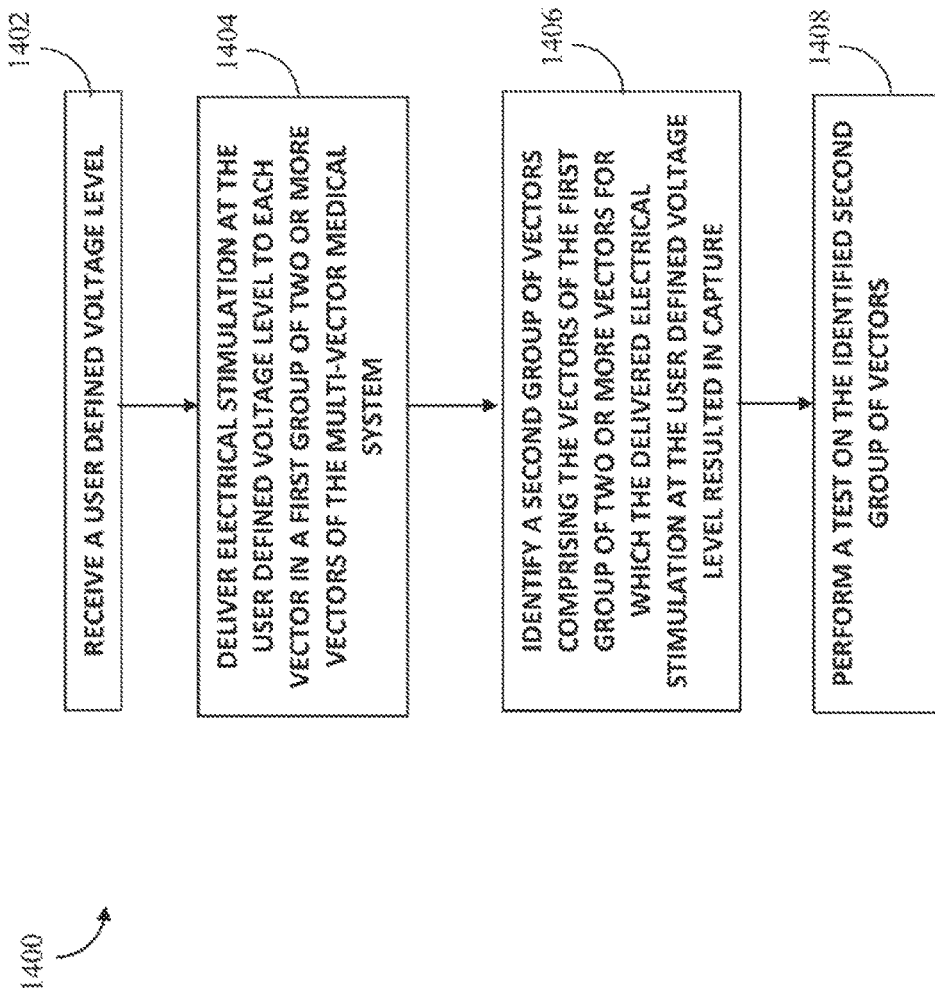 1400
1402
RECEIVE A USER DEFINED VOLTAGE LEVEL
1404
DELIVER ELECTRICAL STIMULATION AT THE
USER DEFINED VOLTAGE LEVEL TO EACH
VECTOR IN A FIRST GROUP OF TWO OR MORE
VECTORS OF THE MULTI-VECTOR MEDICAL
SYSTEM
1406
IDENTIFY A SECOND GROUP OF VECTORS
COMPRISING THE VECTORS OF THE FIRST
GROUP OF TWO OR MORE VECTORS FOR
WHICH THE DELIVERED ELECTRICAL
STIMULATION AT THE USER DEFINED VOLTAGE
LEVEL RESULTED IN CAPTURE
1408
PERFORM A TEST ON THE IDENTIFIED SECOND
GROUP OF VECTORS